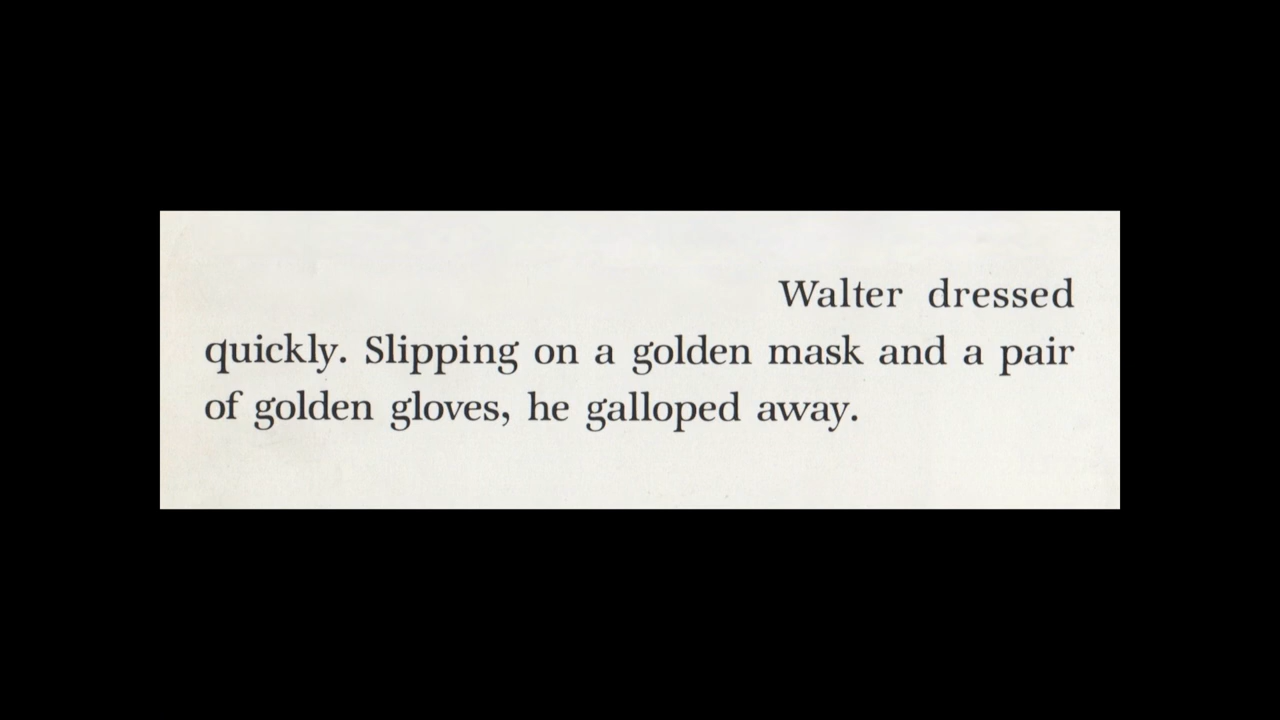 Walter dressed
quickly. Slipping on a golden mask and a pair
of golden gloves, he galloped away.